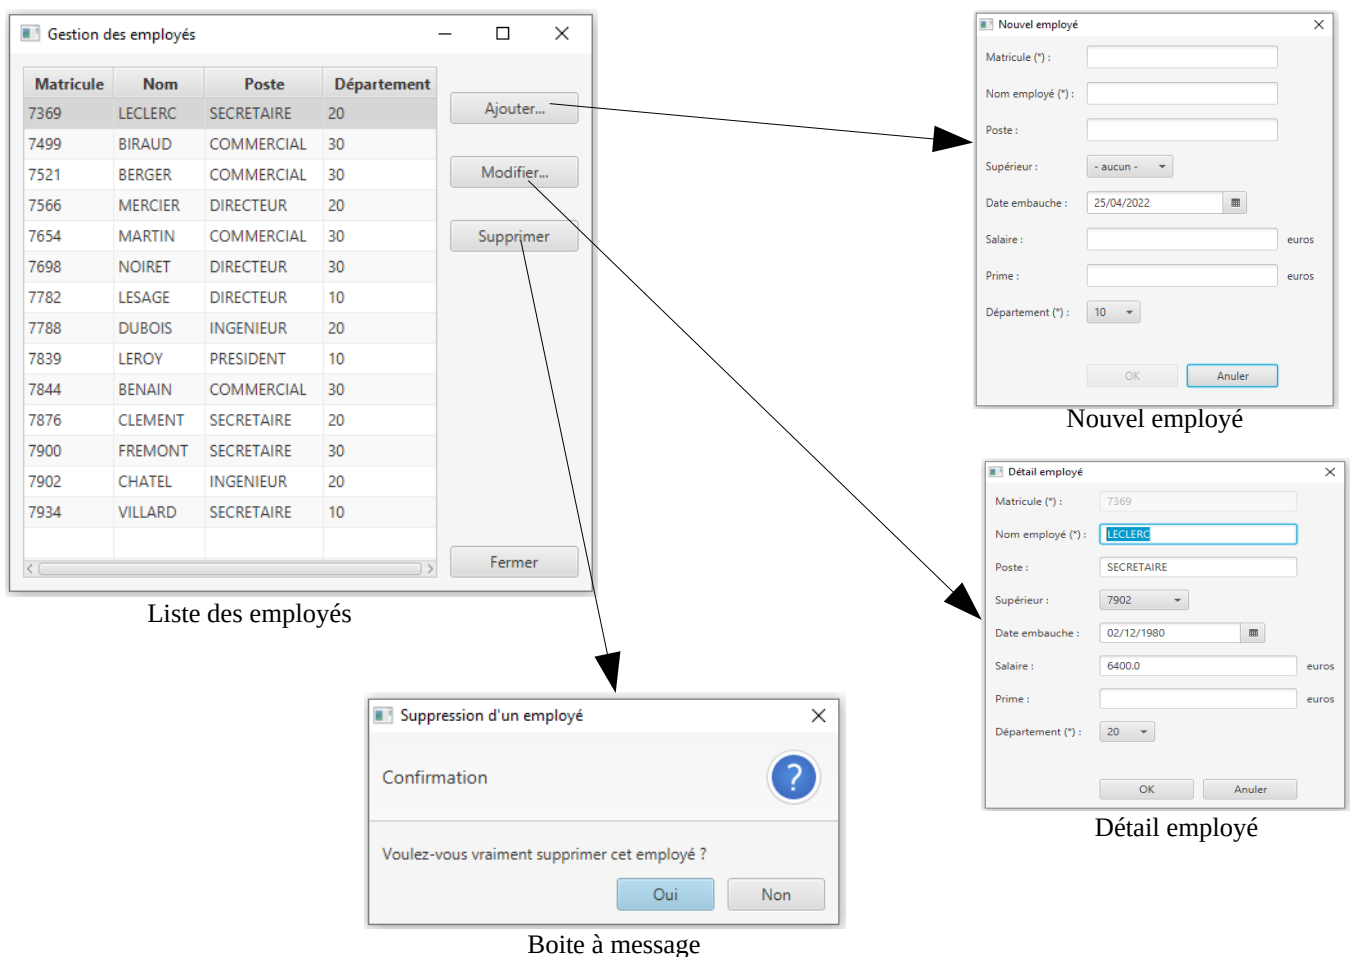 Gestion des employés
Matricule Nom Poste Département
7369 LECLERC SECRETAIRE 20
7499 BIRAUD COMMERCIAL 30
7521 BERGER COMMERCIAL 30
7566 MERCIER DIRECTEUR 20
7654 MARTIN COMMERCIAL 30
7698 NOIRET DIRECTEUR 30
7782 LESAGE DIRECTEUR 10
7788 DUBOIS INGENIEUR 20
7839 LEROY PRESIDENT 10
7844 BENAIN COMMERCIAL 30
7876 CLEMENT SECRETAIRE 20
7900 FREMONT SECRETAIRE 30
7902 CHATEL INGENIEUR 20
7934 VILLARD SECRETAIRE 10
Ajouter...
Modifier...
Supprimer
Fermer
Liste des employés
Nouvel employé
Matricule (*) :
Nom employé (*) :
Poste :
Supérieur : - aucun -
Date embauche : 25/04/2022
Salaire : euros
Prime : euros
Département (*) : 10
OK Anuler
Nouvel employé
Détail employé
Matricule (*) : 7369
Nom employé (*) : LECLERC
Poste : SECRETAIRE
Supérieur : 7902
Date embauche : 02/12/1980
Salaire : 6400.0 euros
Prime : euros
Département (*) : 20
OK Anuler
Détail employé
Suppression d'un employé
Confirmation
?
Voulez-vous vraiment supprimer cet employé ?
Oui Non
Boite à message